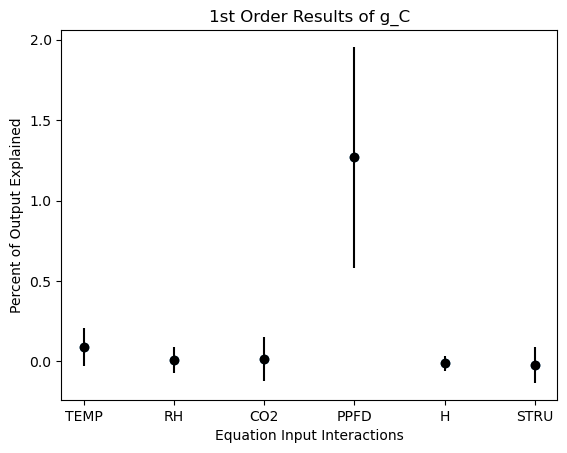 1st Order Results of g_C
Percent of Output Explained
2.0
1.5
1.0
0.5
0.0
TEMP RH CO2 PPFD H STRU
Equation Input Interactions